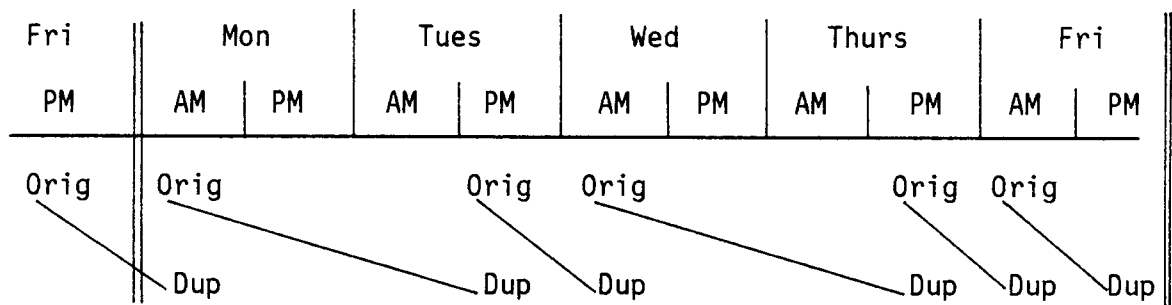 Fri Mon Tues Wed Thurs Fri
PM AM PM AM PM AM PM AM PM AM PM
Orig Orig Orig Orig Orig Orig
Dup Dup Dup Dup Dup Dup